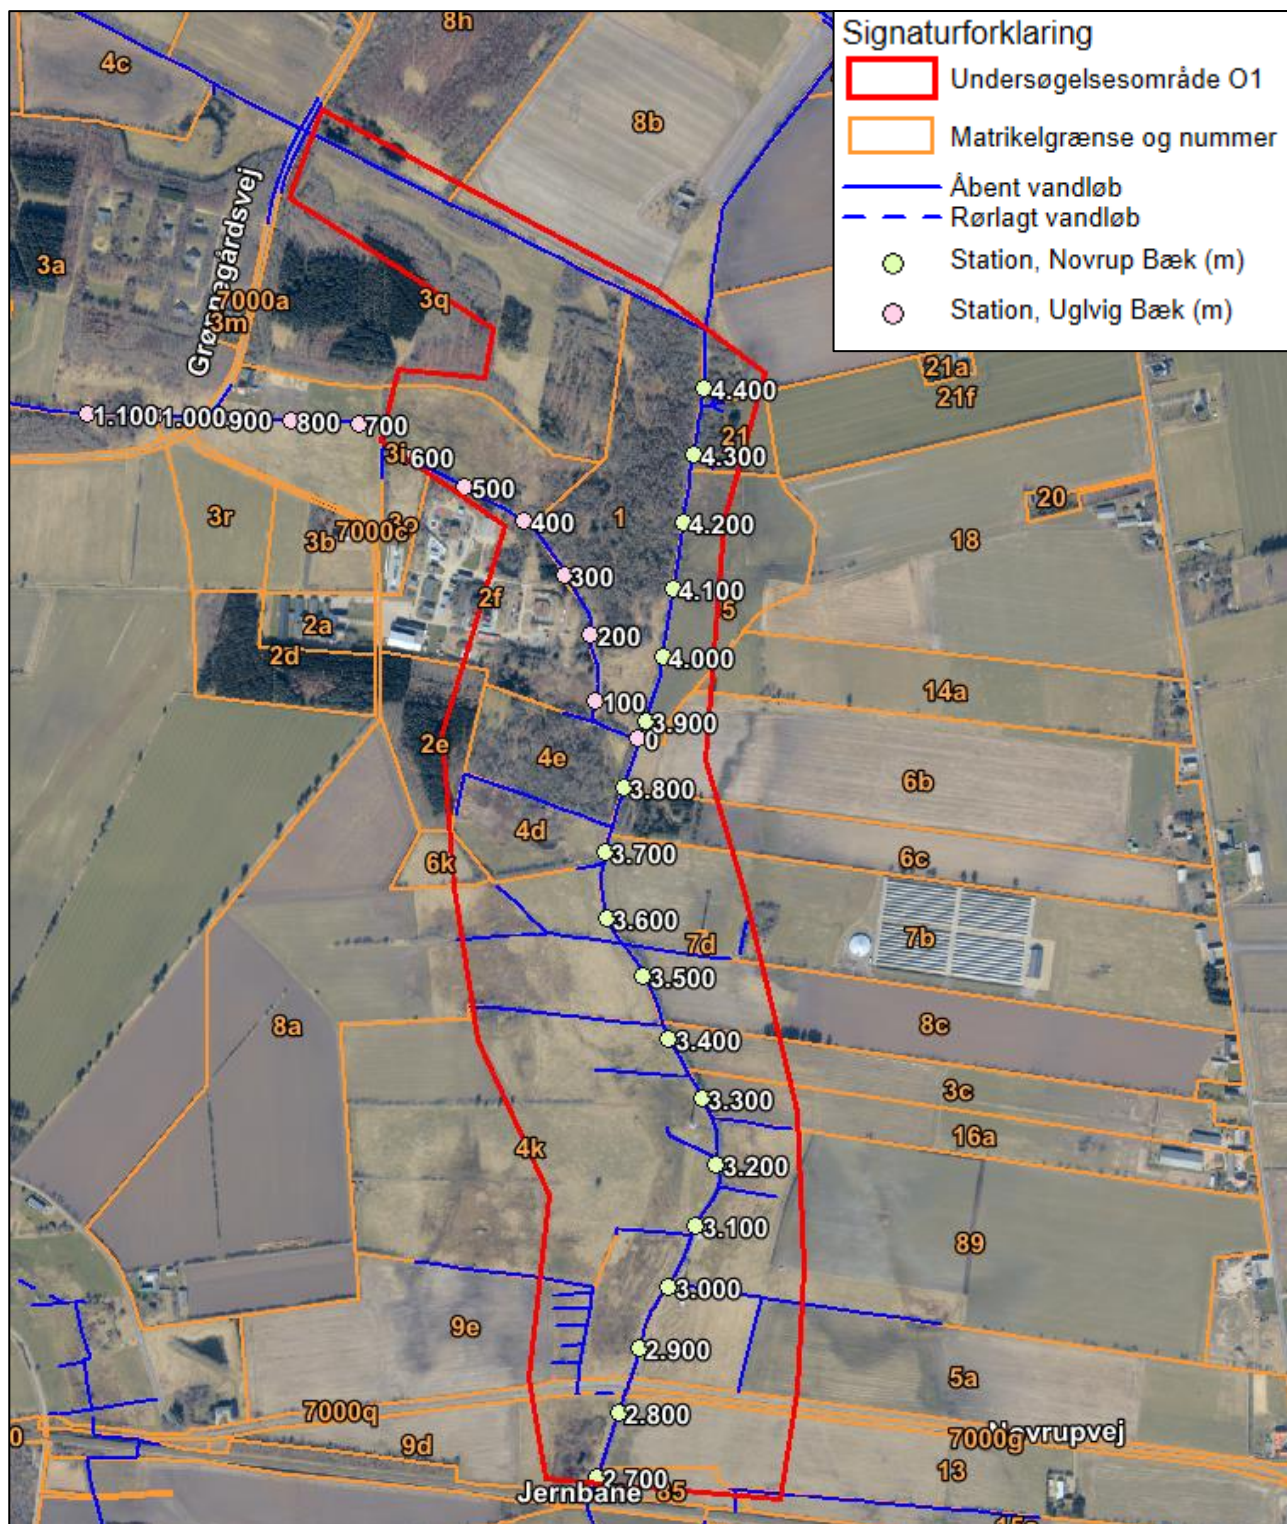 Signaturforklaring
Undersøgelsesområde O1
Matrikelgrænse og nummer
Åbent vandløb
Rørlagt vandløb
Station, Novrup Bæk (m)
Station, Uglvig Bæk (m)
8h
4c
8b
Grønnegårdsvej
3a
7000a
3m
3q
21a
21f
4.400
21
4.300
1.100
1.000
900
800
700
3i
600
500
400
3r
3b
7000c
3o
1
4.200
20
18
300
2f
4.100
5
2a
200
2d
4.000
14a
100
3.900
0
2e
4e
6b
3.800
4d
3.700
6k
6c
3.600
7d
7b
3.500
8a
8c
3.400
3c
3.300
16a
4k
3.200
3.100
89
3.000
9e
2.900
5a
7000q
2.800
Novrupvej
7000g
0
9d
13
2.700
Jernbane
85